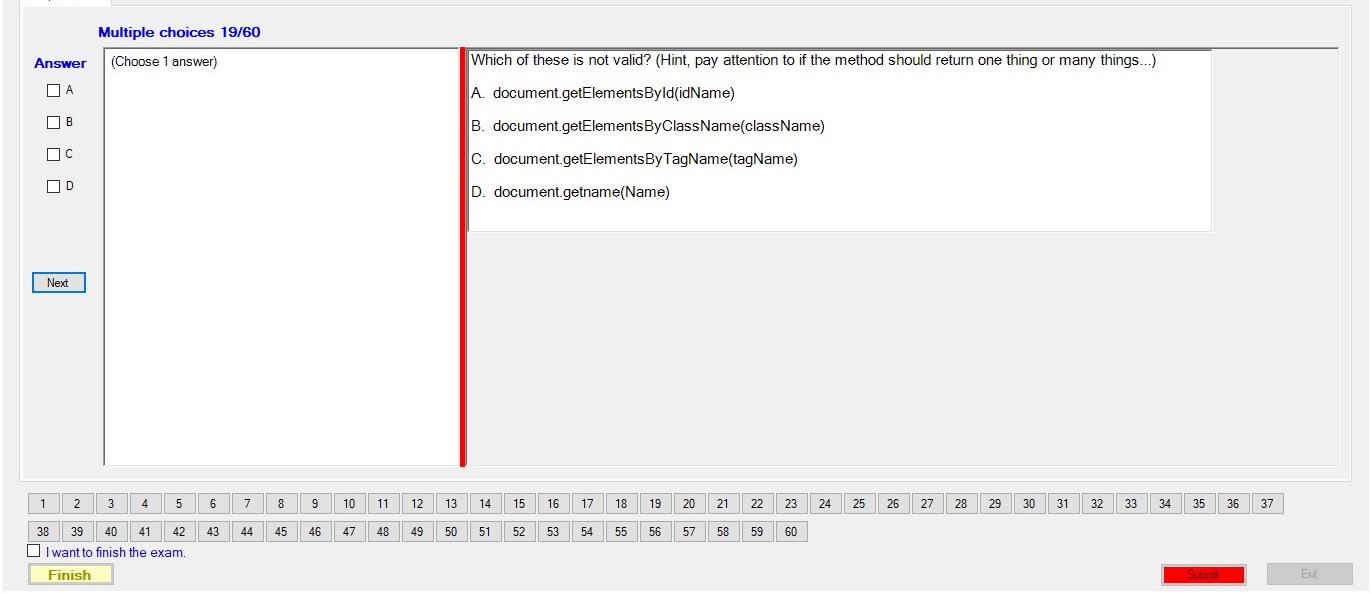 Multiple choices 19/60
Answer
(Choose 1 answer)
A
B
C
D
Next
Which of these is not valid? (Hint, pay attention to if the method should return one thing or many things...)
A. document.getElementsById(idName)
B. document.getElementsByClassName(className)
C. document.getElementsByTagName(tagName)
D. document.getname(Name)
1 2 3 4 5 6 7 8 9 10 11 12 13 14 15 16 17 18 19 20 21 22 23 24 25 26 27 28 29 30 31 32 33 34 35 36 37
38 39 40 41 42 43 44 45 46 47 48 49 50 51 52 53 54 55 56 57 58 59 60
I want to finish the exam.
Finish
Submit
Exit